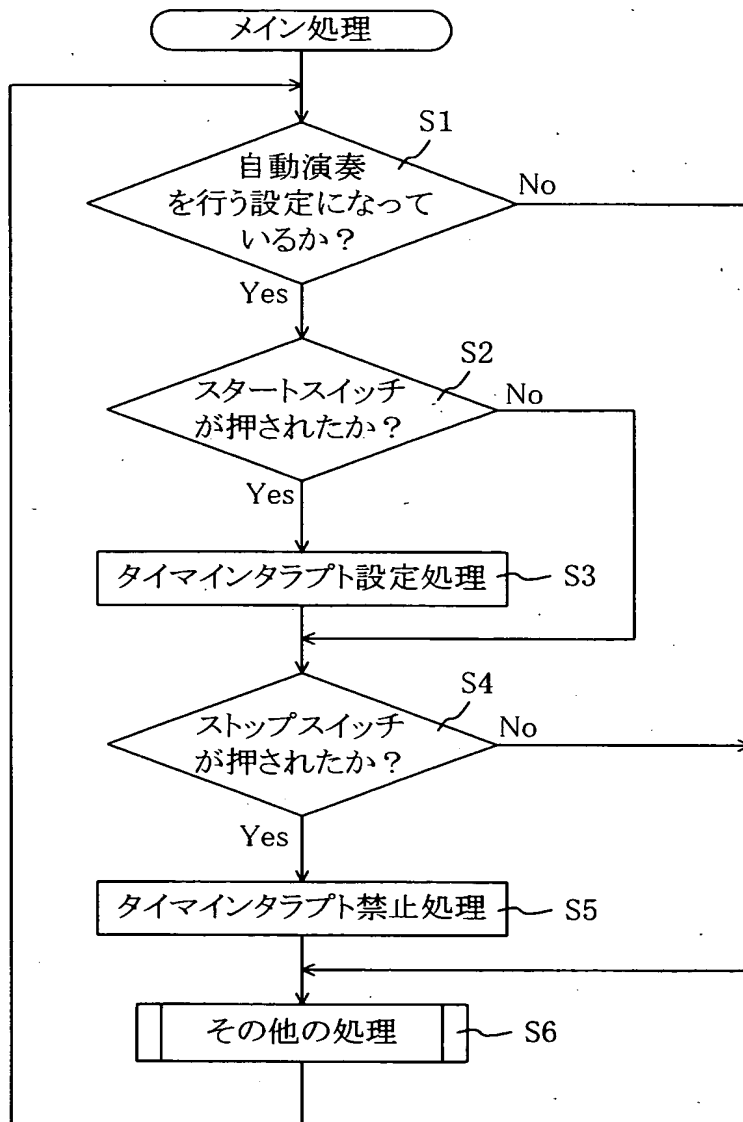 メイン処理
S1
自動演奏
を行う設定になって
いるか？
No
Yes
S2
スタートスイッチ
が押されたか？
No
Yes
タイマインタラプト設定処理
S3
S4
ストップスイッチ
が押されたか？
No
Yes
タイマインタラプト禁止処理
S5
その他の処理
S6